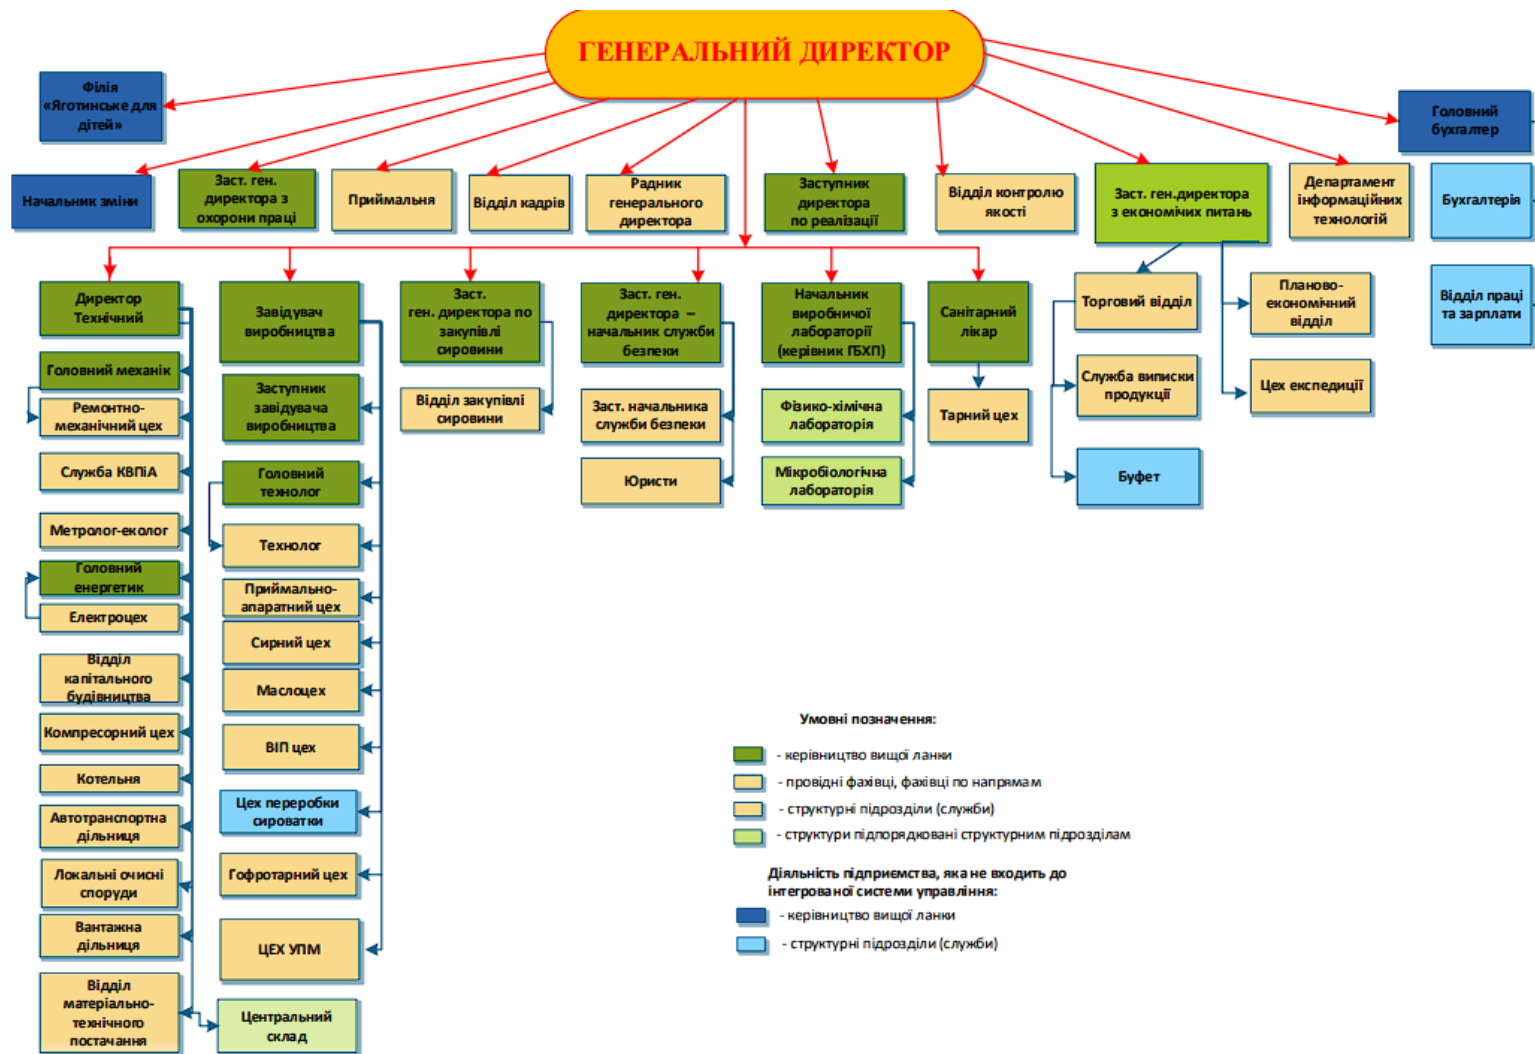 ГЕНЕРАЛЬНИЙ ДИРЕКТОР
Філія
«Яготинське для
дітей»
Головний
бухгалтер
Начальник зміни
Заст. ген.
директора з
охорони праці
Приймальня
Відділ кадрів
Радник
генерального
директора
Заступник
директора
по реалізації
Відділ контролю
якості
Заст. ген.директора
з економічих питань
Департамент
інформаційних
технологій
Бухгалтерія
Директор
Технічний
Завідувач
виробництва
Заст.
ген. директора по
закупівлі
сировини
Заст. ген.
директора –
начальник служби
безпеки
Начальник
виробничої
лабораторії
(керівник ГБХП)
Санітарний
лікар
Торговий відділ
Планово-
економічний
відділ
Відділ праці
та зарплати
Головний механік
Ремонтно-
механічний цех
Служба КВПіА
Метролог-еколог
Головний
енергетик
Електроцех
Відділ
капітального
будівництва
Компресорний цех
Котельня
Автотранспортна
дільниця
Локальні очисні
споруди
Вантажна
дільниця
Відділ
матеріально-
технічного
постачання
Заступник
завідувача
виробництва
Головний
технолог
Технолог
Приймально-
апаратний цех
Сирний цех
Маслоцех
ВІП цех
Цех переробки
сироватки
Гофротарний цех
ЦЕХ УПМ
Центральний
склад
Відділ закупівлі
сировини
Заст. начальника
служби безпеки
Юристи
Фізико-хімічна
лабораторія
Мікробіологічна
лабораторія
Тарний цех
Служба виписки
продукції
Буфет
Цех експедиції
Умовні позначення:
- керівництво вищої ланки
- провідні фахівці, фахівці по напрямам
- структурні підрозділи (служби)
- структури підпорядковані структурним підрозділам
Діяльність підприємства, яка не входить до
інтегрованої системи управління:
- керівництво вищої ланки
- структурні підрозділи (служби)